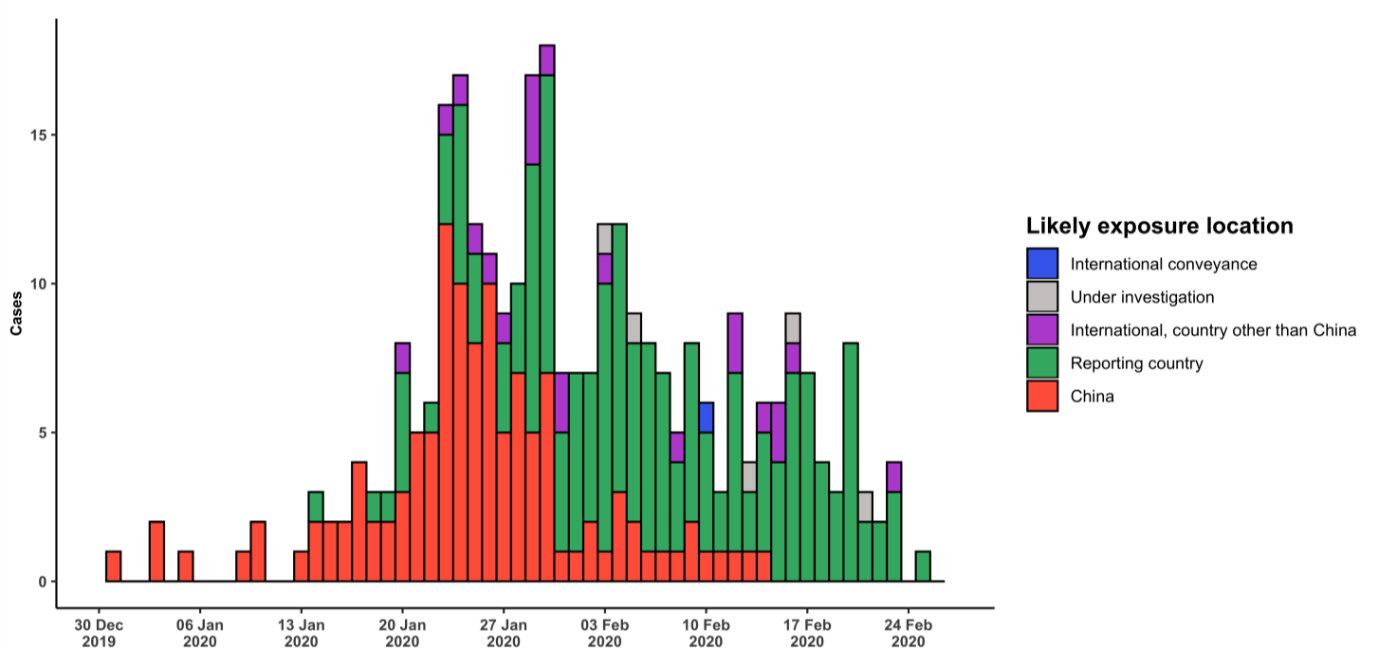 Cases
15
10
5
0
30 Dec
2019
06 Jan
2020
13 Jan
2020
20 Jan
2020
27 Jan
2020
03 Feb
2020
10 Feb
2020
17 Feb
2020
24 Feb
2020
Likely exposure location
International conveyance
Under investigation
International, country other than China
Reporting country
China